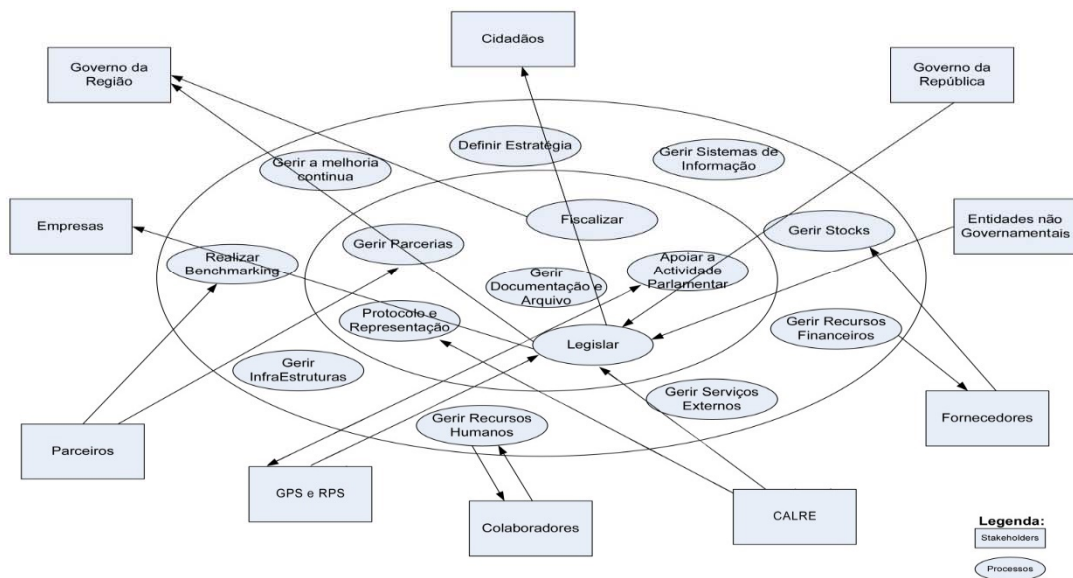 Cidadãos
Governo da
Região
Governo da
República
Definir Estratégia
Gerir Sistemas de
Informação
Gerir a melhoria
continua
Empresas
Fiscalizar
Entidades não
Governamentais
Gerir Stocks
Gerir Parcerias
Realizar
Benchmarking
Gerir
Documentação e
Arquivo
Apoiar a
Actividade
Parlamentar
Protocolo e
Representação
Gerir Recursos
Financeiros
Legislar
Gerir
InfraEstruturas
Gerir Serviços
Externos
Gerir Recursos
Humanos
Fornecedores
Parceiros
GPS e RPS
Colaboradores
CALRE
Legenda:
Stakeholders
Processos